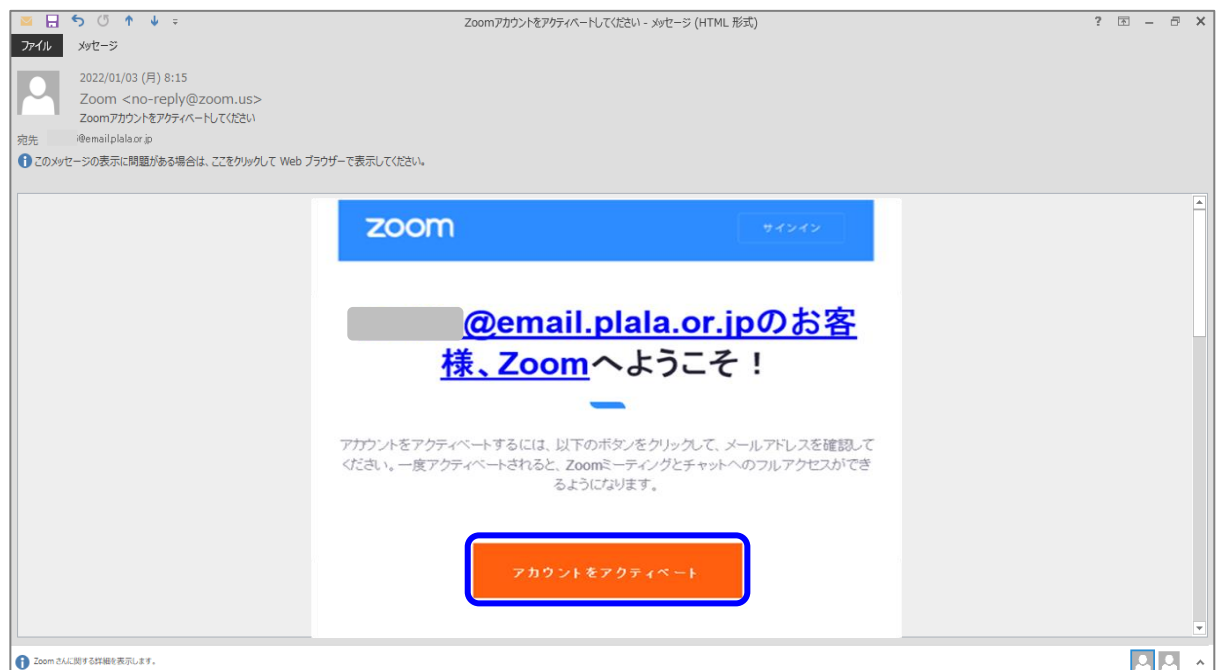 Zoomアカウントをアクティベートしてください - メッセージ (HTML 形式)
ファイル メッセージ
2022/01/03 (月) 8:15
Zoom <no-reply@zoom.us>
Zoomアカウントをアクティベートしてください
宛先 @emailplala.or.jp
このメッセージの表示に問題がある場合は、ここをクリックして Web ブラウザーで表示してください。
zoom サインイン
@email.plala.or.jpのお客
様、Zoomへようこそ！
アカウントをアクティベートするには、以下のボタンをクリックして、メールアドレスを確認して
ください。一度アクティベートされると、Zoomミーティングとチャットへのフルアクセスができ
るようになります。
アカウントをアクティベート
Zoom さんに関する詳細を表示します。